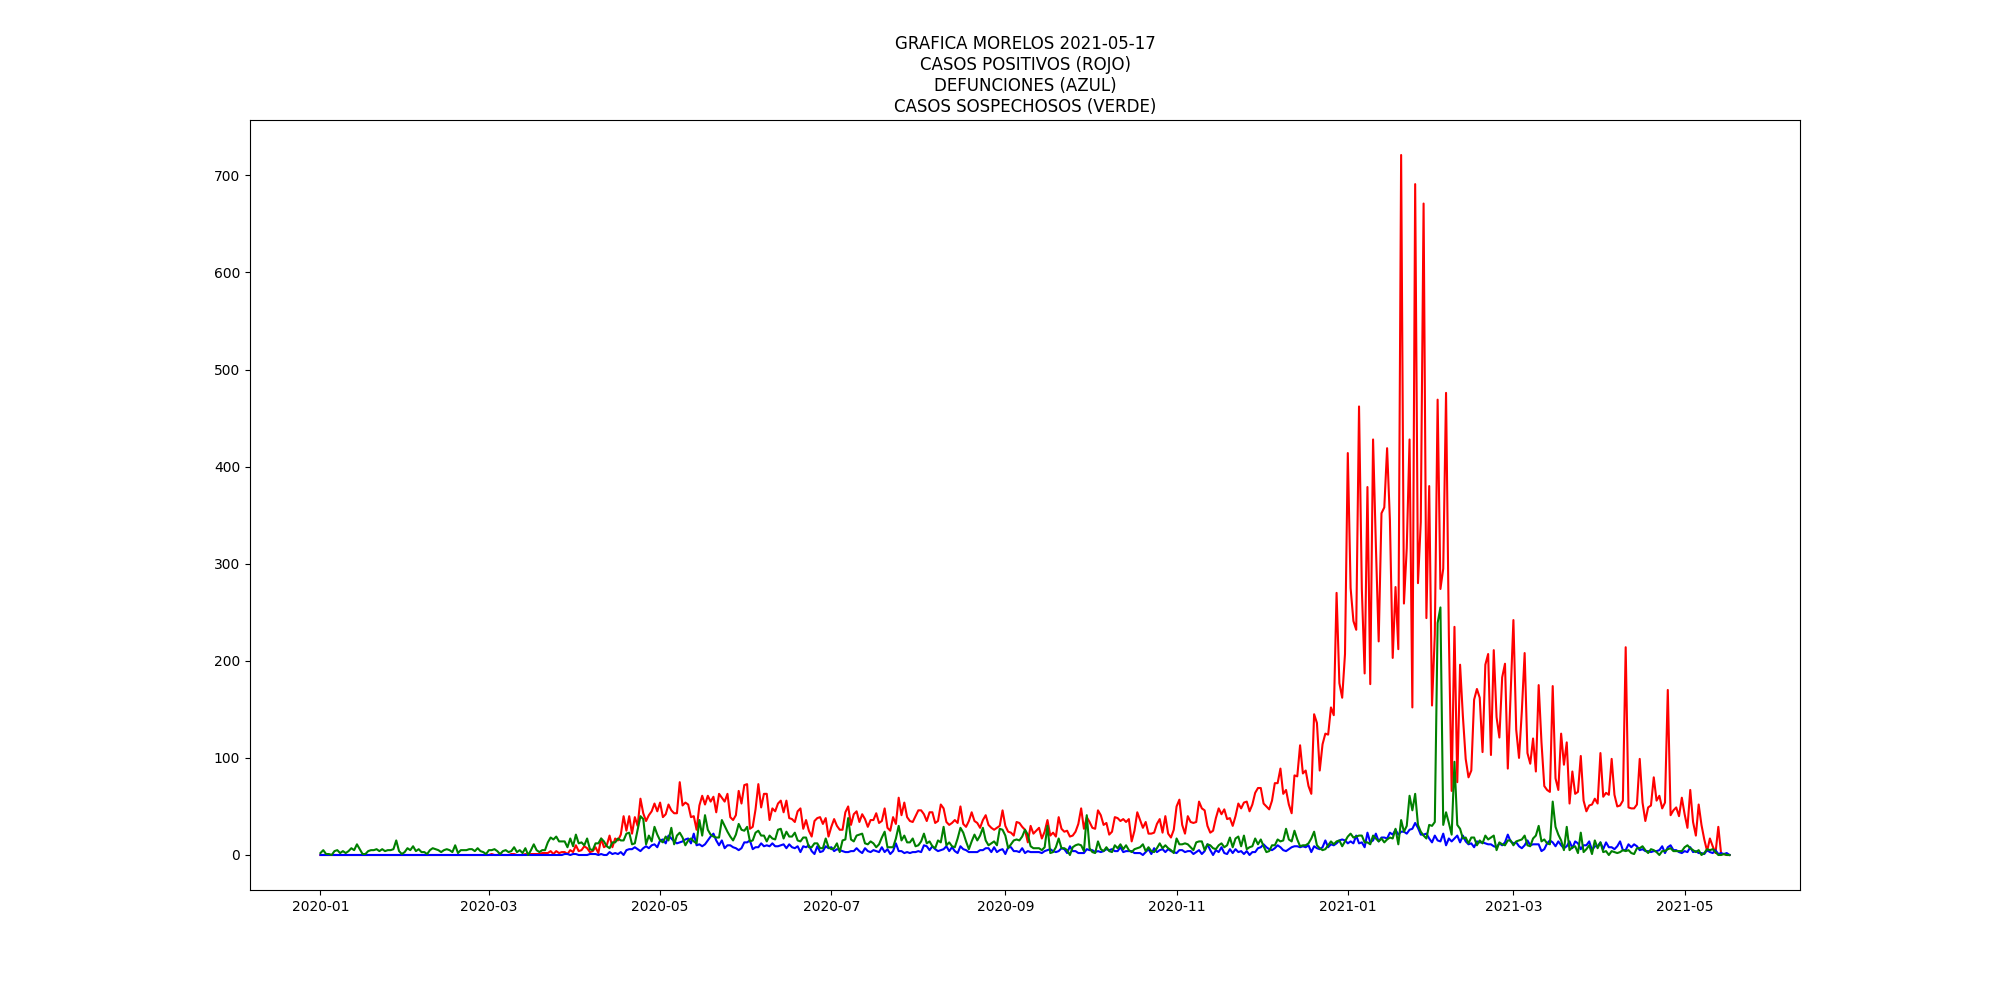 GRAFICA MORELOS 2021-05-17
CASOS POSITIVOS (ROJO)
DEFUNCIONES (AZUL)
CASOS SOSPECHOSOS (VERDE)
700
600
500
400
300
200
100
0
2020-01 2020-03 2020-05 2020-07 2020-09 2020-11 2021-01 2021-03 2021-05